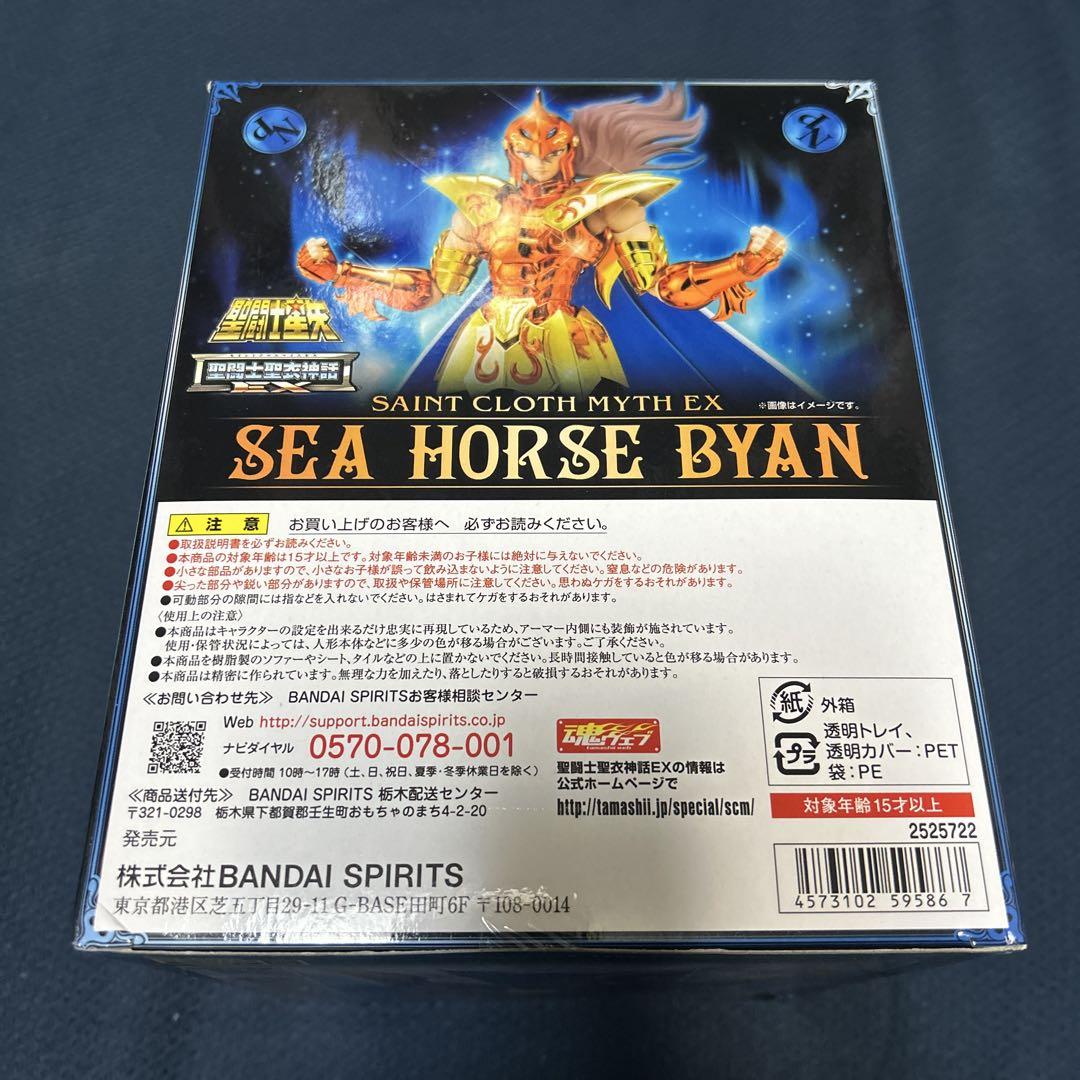 NP
NP
聖闘士星矢
聖闘士聖衣神話
EX
SAINT CLOTH MYTH EX
※画像はイメージです。
SEA HORSE BYAN
注意 お買い上げのお客様へ 必ずお読みください。
●取扱説明書を必ずお読みください。
●本商品の対象年齢は15才以上です。対象年齢未満のお子様には絶対に与えないでください。
●小さな部品がありますので、小さなお子様が誤って飲み込まないように注意してください。窒息などの危険があります。
●尖った部分や鋭い部分がありますので、取扱や保管場所に注意してください。思わぬケガをするおそれがあります。
●可動部分の隙間には指などを入れないでください。はさまれてケガをするおそれがあります。
〈使用上の注意〉
●本商品はキャラクターの設定を出来るだけ忠実に再現しているため、アーマー内側にも装飾が施されています。
使用・保管状況によっては、人形本体などに多少の色が移る場合がございます。ご了承ください。
●本商品を樹脂製のソファーやシート、タイルなどの上に置かないでください。長時間接触していると色が移る場合があります。
●本商品は精密に作られています。無理な力を加えたり、落としたりすると破損するおそれがあります。
≪お問い合わせ先≫ BANDAI SPIRITSお客様相談センター
Web http://support.bandaispirits.co.jp
ナビダイヤル 0570-078-001
●受付時間 10時〜17時（土、日、祝日、夏季・冬季休業日を除く）
≪商品送付先≫ BANDAI SPIRITS 栃木配送センター
〒321-0298 栃木県下都賀郡壬生町おもちゃのまち4-2-20
発売元
株式会社BANDAI SPIRITS
東京都港区芝五丁目29-11 G-BASE田町6F 〒108-0014
魂ウェブ
tamashii web
聖闘士聖衣神話EXの情報は
公式ホームページで
http://tamashii.jp/special/scm/
紙 外箱
プラ 透明トレイ、
透明カバー：PET
袋：PE
対象年齢15才以上
2525722
4573102 59586 7